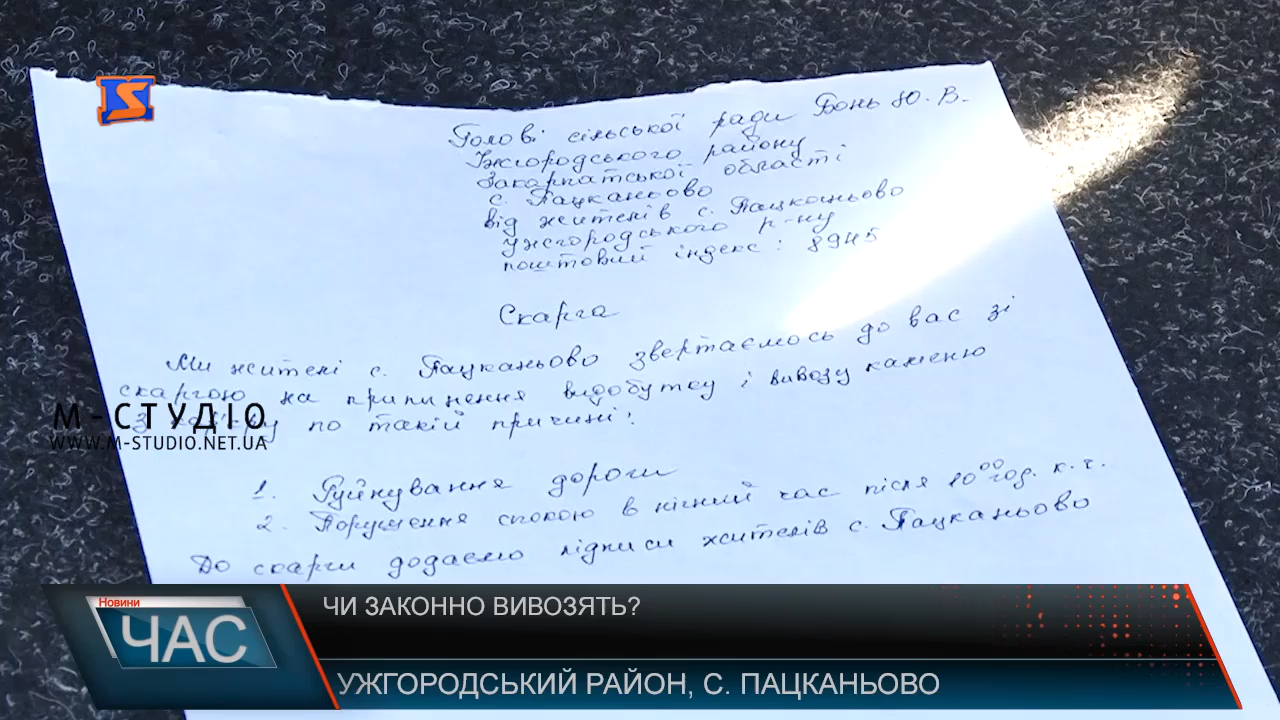 Голові сільської ради Бонь Ю. В.
Ужгородського району
Закарпатської області
с. Пацканьово
від жителів с. Пацканьово
Ужгородського р-ну
поштовий індекс: 8945
Скарга
Ми жителі с. Пацканьово звертаємось до вас зі
скаргою на припинення видобутку і вивозу каменю
З по такій причині:
1. Руйнування дороги
2. Порушення спокою в нічний час після 10⁰⁰ год. к.ч.
До скарги додаємо підписи жителів с. Пацканьово
М-СТУДІО
WWW.M-STUDIO.NET.UA
Новини
ЧАС
ЧИ ЗАКОННО ВИВОЗЯТЬ?
УЖГОРОДСЬКИЙ РАЙОН, С. ПАЦКАНЬОВО